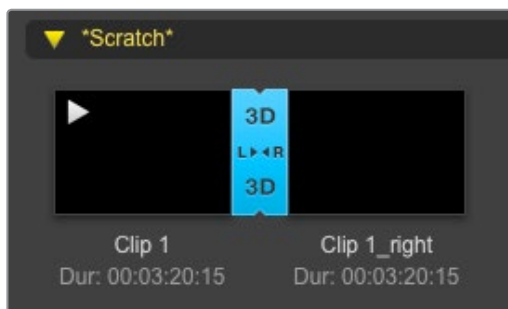 *Scratch*
3D
L R
3D
Clip 1
Clip 1_right
Dur: 00:03:20:15
Dur: 00:03:20:15